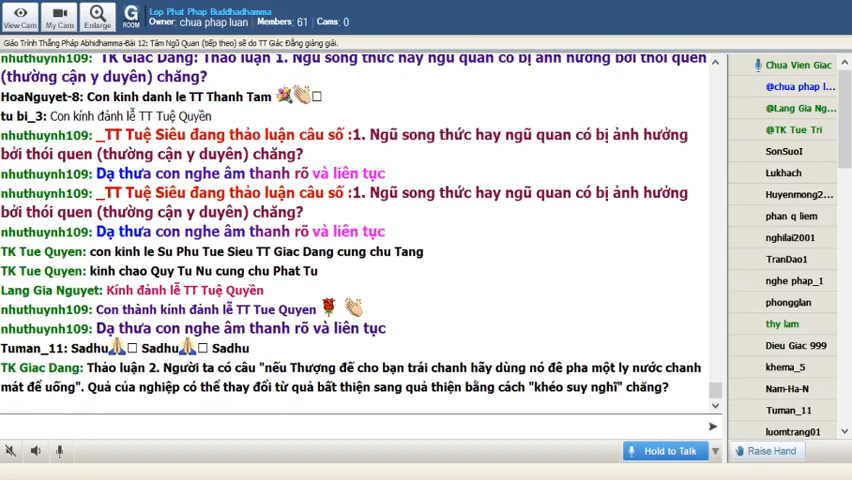 Lop Phat Phap Buddhadhamma
Owner: chua phap luan  Members: 61  Cams: 0
View Cam
My Cam
Enlarge
G ROOM
Giáo Trình Thắng Pháp Abhidhamma-Bài 12: Tâm Ngũ Quan (tiếp theo) sẽ do TT Giác Đẳng giảng giải.
nhuthuynh109: TK Giac Dang: Thảo luận 1. Ngũ song thức hay ngũ quan có bị ảnh hưởng bởi thói quen
(thường cận y duyên) chăng?
HoaNguyet-8: Con kinh danh le TT Thanh Tam
tu bi_3: Con kính đảnh lễ TT Tuệ Quyền
nhuthuynh109: _TT Tuệ Siêu đang thảo luận câu số :1. Ngũ song thức hay ngũ quan có bị ảnh hưởng
bởi thói quen (thường cận y duyên) chăng?
nhuthuynh109: Dạ thưa con nghe âm thanh rõ và liên tục
nhuthuynh109: _TT Tuệ Siêu đang thảo luận câu số :1. Ngũ song thức hay ngũ quan có bị ảnh hưởng
bởi thói quen (thường cận y duyên) chăng?
nhuthuynh109: Dạ thưa con nghe âm thanh rõ và liên tục
TK Tue Quyen: con kinh le Su Phu Tue Sieu TT Giac Dang cung chu Tang
TK Tue Quyen: kinh chao Quy Tu Nu cung chu Phat Tu
Lang Gia Nguyet: Kính đảnh lễ TT Tuệ Quyền
nhuthuynh109: Con thành kính đảnh lễ TT Tue Quyen
nhuthuynh109: Dạ thưa con nghe âm thanh rõ và liên tục
Tuman_11: Sadhu Sadhu Sadhu
TK Giac Dang: Thảo luận 2. Người ta có câu "nếu Thượng đế cho bạn trái chanh hãy dùng nó để pha một ly nước chanh
mát để uống". Quả của nghiệp có thể thay đổi từ quả bất thiện sang quả thiện bằng cách "khéo suy nghĩ" chăng?
Chua Vien Giac
@chua phap l...
@Lang Gia Ng...
@TK Tue Tri
SonSuoI
Lukhach
Huyenmong2...
phan q liem
nghilai2001
TranDao1
nghe phap_1
phongglan
thy lam
Dieu Giac 999
khema_5
Nam-Ha-N
Tuman_11
luomtrang01
Hold to Talk
Raise Hand